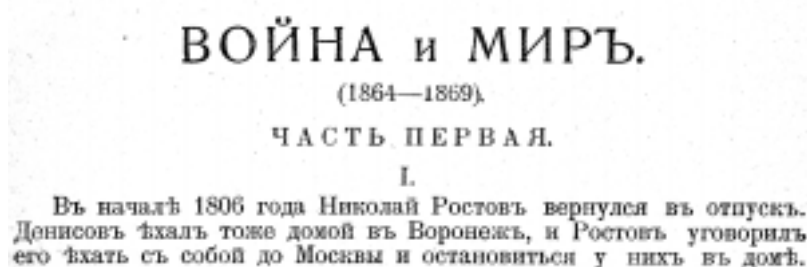 ВОЙНА и МИРЪ.
(1864—1869).
ЧАСТЬ ПЕРВАЯ.
I.
Въ началѣ 1806 года Николай Ростовъ вернулся въ отпускъ.
Денисовъ ѣхалъ тоже домой въ Воронежъ, и Ростовъ уговорилъ
его ѣхать съ собой до Москвы и остановиться у нихъ въ домѣ.